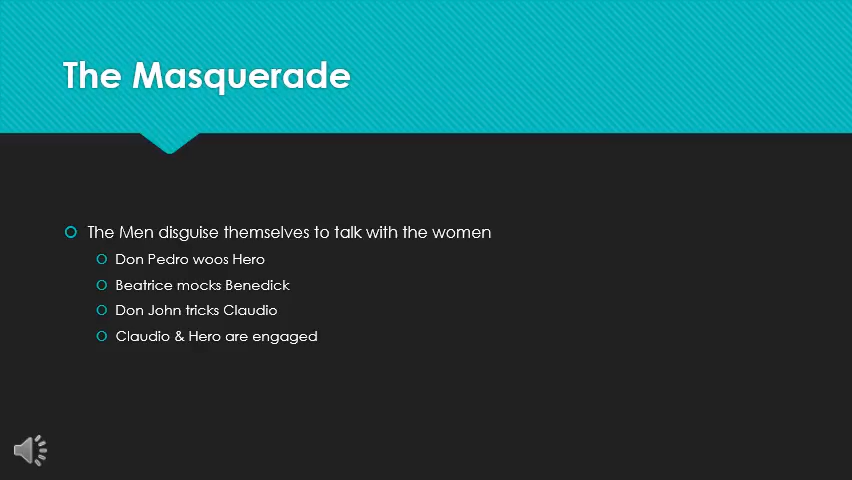 The Masquerade
The Men disguise themselves to talk with the women
Don Pedro woos Hero
Beatrice mocks Benedick
Don John tricks Claudio
Claudio & Hero are engaged